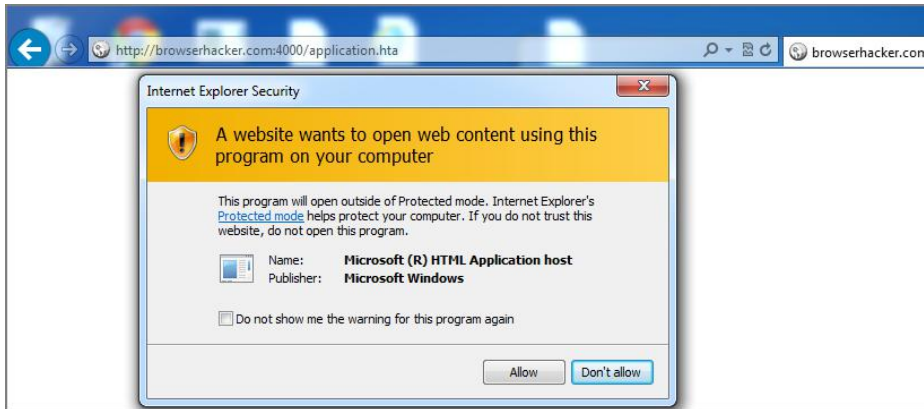 http://browserhacker.com:4000/application.hta
browserhacker.com
Internet Explorer Security
A website wants to open web content using this
program on your computer
This program will open outside of Protected mode. Internet Explorer's
Protected mode helps protect your computer. If you do not trust this
website, do not open this program.
Name: Microsoft (R) HTML Application host
Publisher: Microsoft Windows
Do not show me the warning for this program again
Allow Don't allow